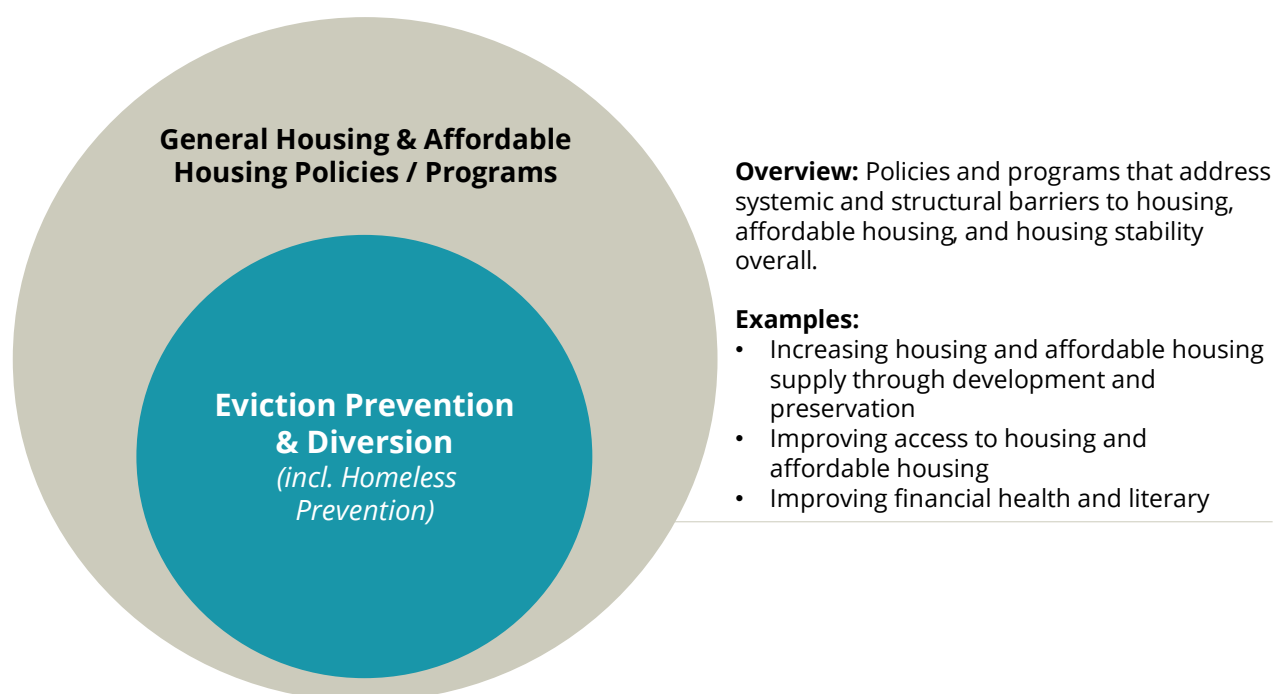 General Housing & Affordable
Housing Policies / Programs
Eviction Prevention
& Diversion
(incl. Homeless
Prevention)
Overview: Policies and programs that address
systemic and structural barriers to housing,
affordable housing, and housing stability
overall.
Examples:
• Increasing housing and affordable housing
supply through development and
preservation
• Improving access to housing and
affordable housing
• Improving financial health and literary